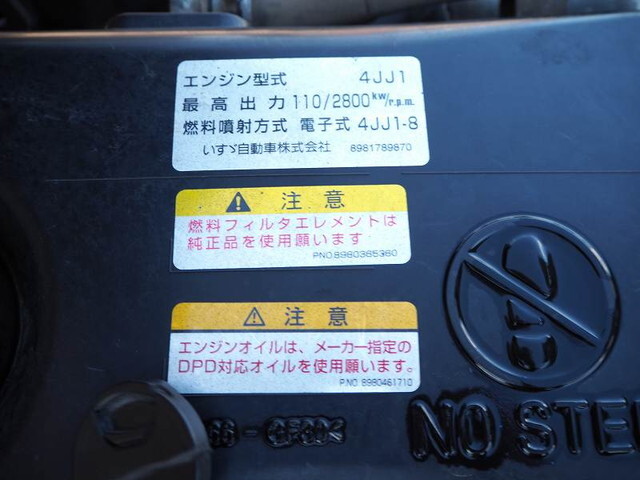 エンジン型式 4JJ1
最高出力 110/2800kw/r.p.m.
燃料噴射方式 電子式 4JJ1-8
いすゞ自動車株式会社 8981789870
注意
燃料フィルタエレメントは
純正品を使用願います
PNO.8980365360
注意
エンジンオイルは、メーカー指定の
DPD対応オイルを使用願います。
P.NO. 8980461710
NO STE